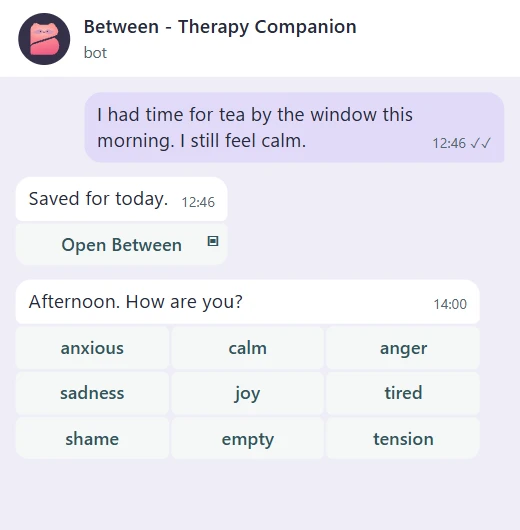 Between - Therapy Companion
bot
I had time for tea by the window this
morning. I still feel calm.
12:46
Saved for today.
12:46
Open Between
Afternoon. How are you?
14:00
anxious
calm
anger
sadness
joy
tired
shame
empty
tension